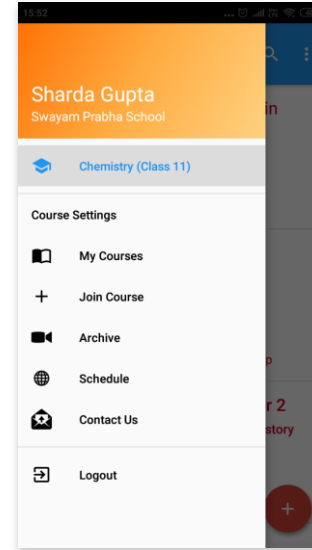 15:52
Sharda Gupta
Swayam Prabha School
Chemistry (Class 11)
Course Settings
My Courses
Join Course
Archive
Schedule
Contact Us
Logout
in
p
r 2
story